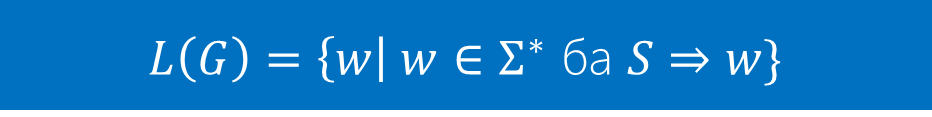 L(G) = {w| w ∈ Σ* ба S ⇒ w}